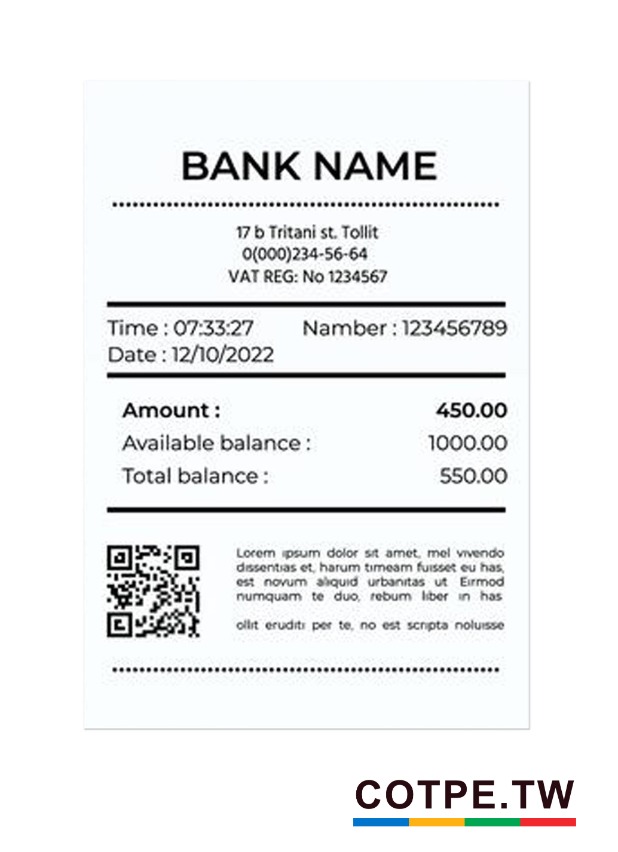 BANK NAME
17 b Tritani st. Tollit
0(000)234-56-64
VAT REG: No 1234567
Time : 07:33:27 Namber : 123456789
Date : 12/10/2022
Amount : 450.00
Available balance : 1000.00
Total balance : 550.00
Lorem ipsum dolor sit amet, mel vivendo
dissentias et, harum timeam fuisset eu has,
est novum aliquid urbanitas ut Eirmod
numquam te duo, rebum liber in has
ollit eruditi per te, no est scripta noluisse
COTPE.TW